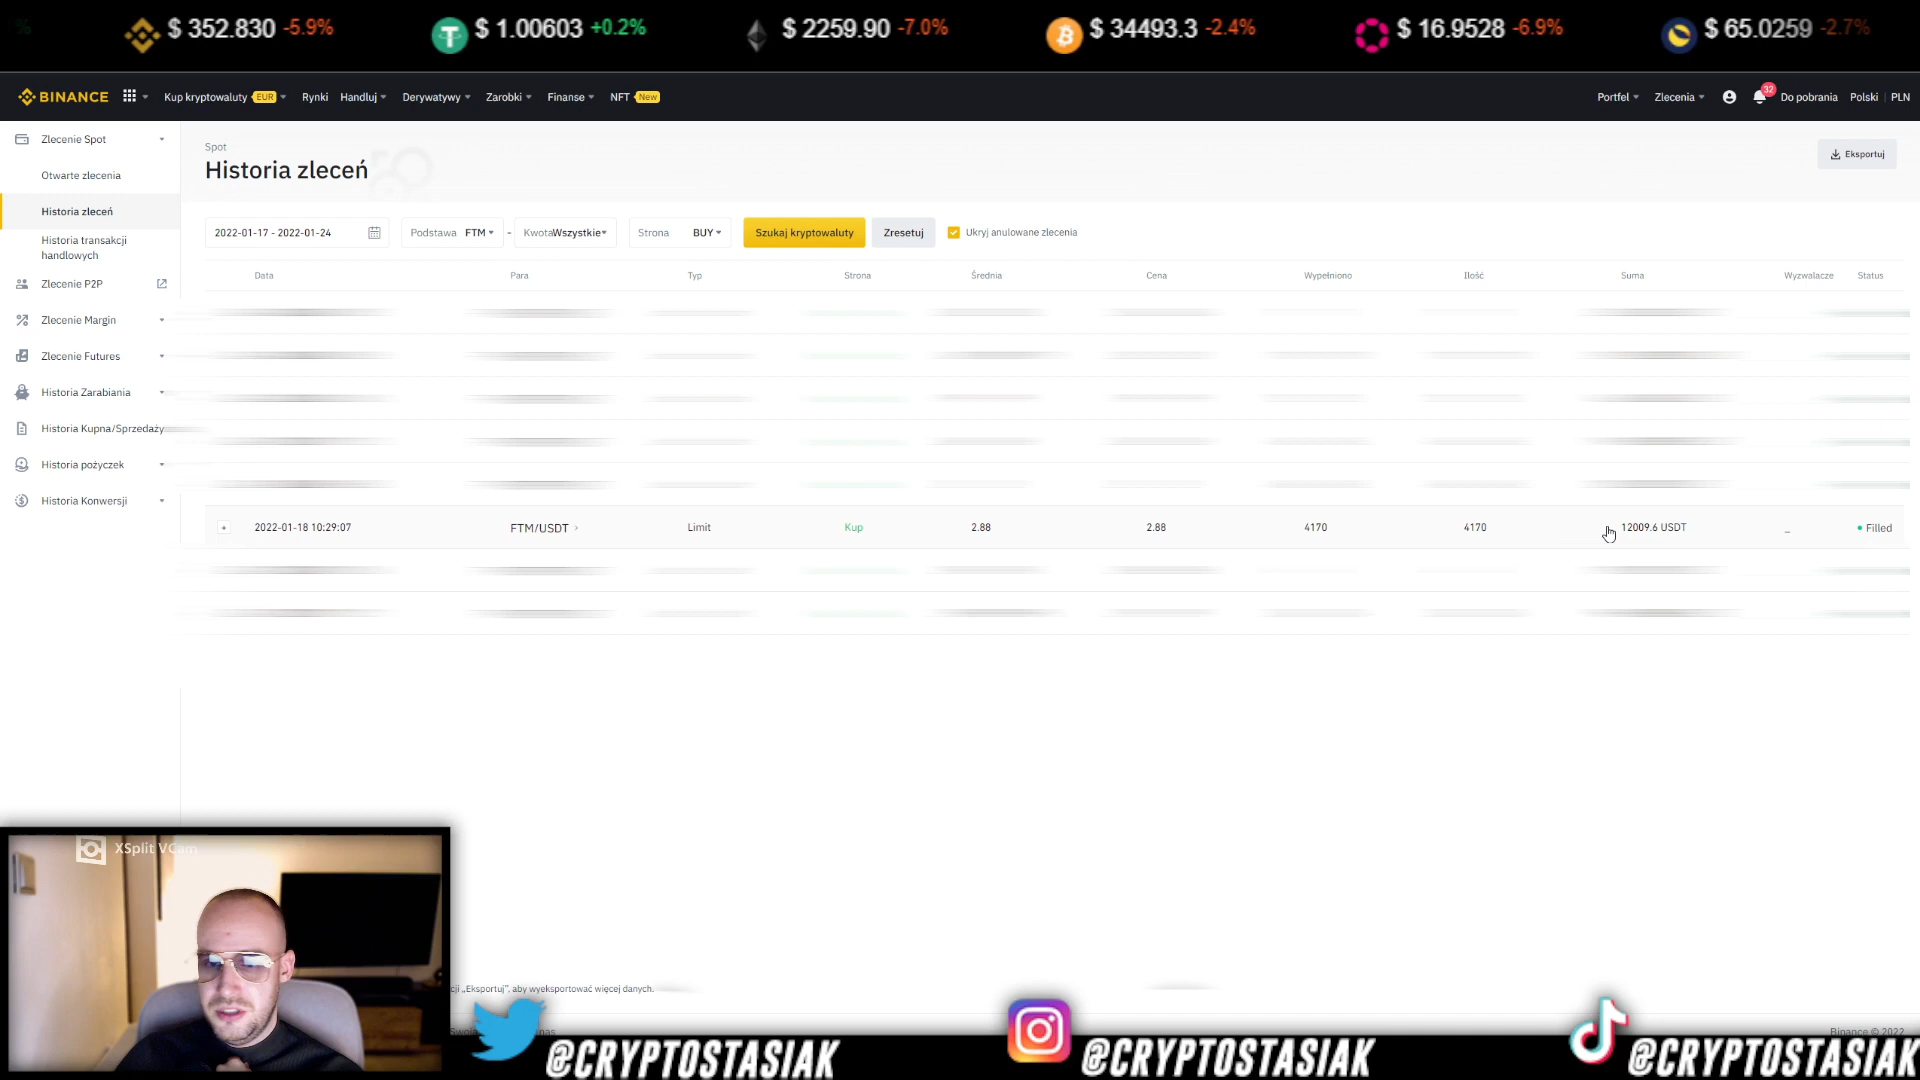 %
$ 352.830 -5.9%
$ 1.00603 +0.2%
$ 2259.90 -7.0%
$ 34493.3 -2.4%
$ 16.9528 -6.9%
$ 65.0259 -2.7%
BINANCE Kup kryptowaluty EUR Rynki Handluj Derywatywy Zarobki Finanse NFT New Portfel Zlecenia 32 Do pobrania Polski | PLN
Zlecenie Spot
Otwarte zlecenia
Historia zleceń
Historia transakcji
handlowych
Zlecenie P2P
Zlecenie Margin
Zlecenie Futures
Historia Zarabiania
Historia Kupna/Sprzedaży
Historia pożyczek
Historia Konwersji
Spot
Historia zleceń
Eksportuj
2022-01-17 - 2022-01-24 Podstawa FTM - Kwota Wszystkie Strona BUY Szukaj kryptowaluty Zresetuj Ukryj anulowane zlecenia
Data Para Typ Strona Średnia Cena Wypełniono Ilość Suma Wyzwalacze Status
+ 2022-01-18 10:29:07 FTM/USDT Limit Kup 2.88 2.88 4170 4170 12009.6 USDT _ Filled
XSplit VCam
cji „Eksportuj”, aby wyeksportować więcej danych.
nas
Binance © 2022
@CRYPTOSTASIAK
@CRYPTOSTASIAK
@CRYPTOSTASIAK